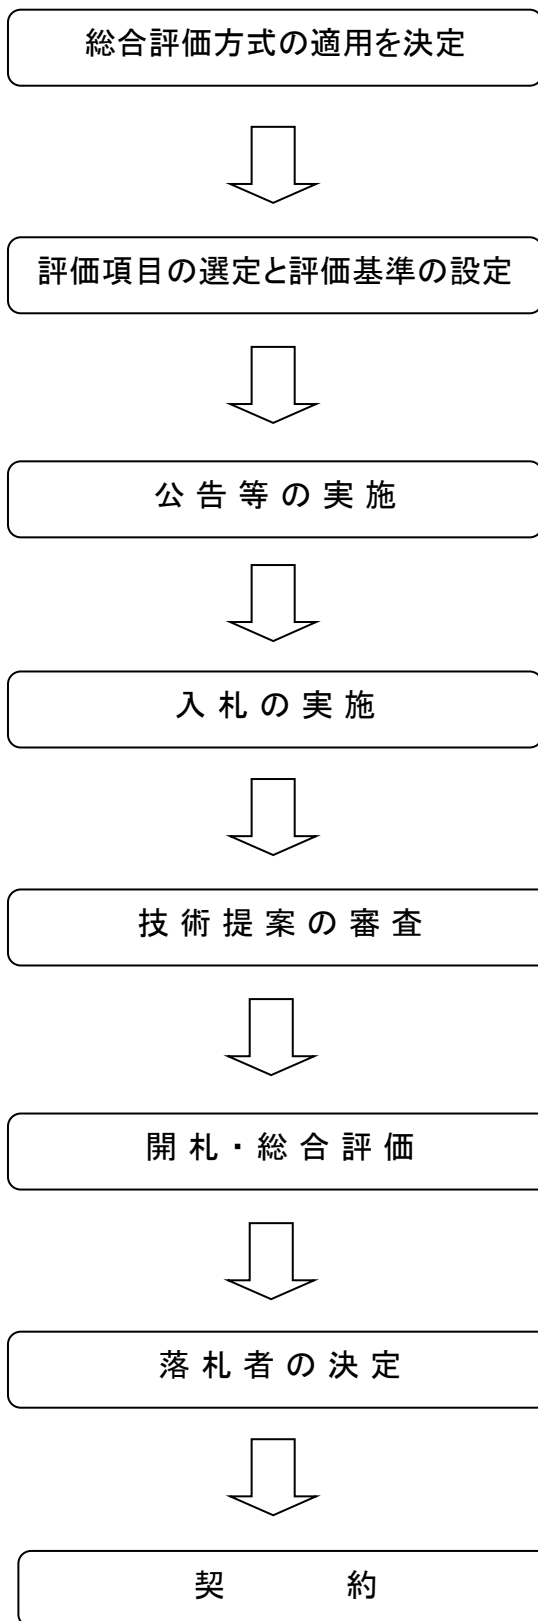 総合評価方式の適用を決定
評価項目の選定と評価基準の設定
公告等の実施
入札の実施
技術提案の審査
開札・総合評価
落札者の決定
契約